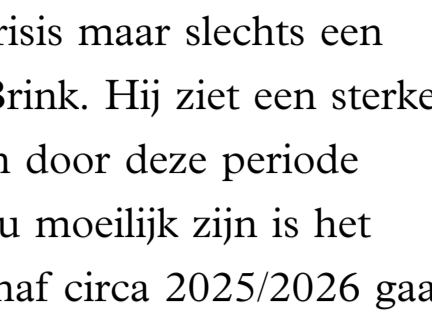 risis maar slechts een
Brink. Hij ziet een sterke
n door deze periode
u moeilijk zijn is het
naf circa 2025/2026 gaa